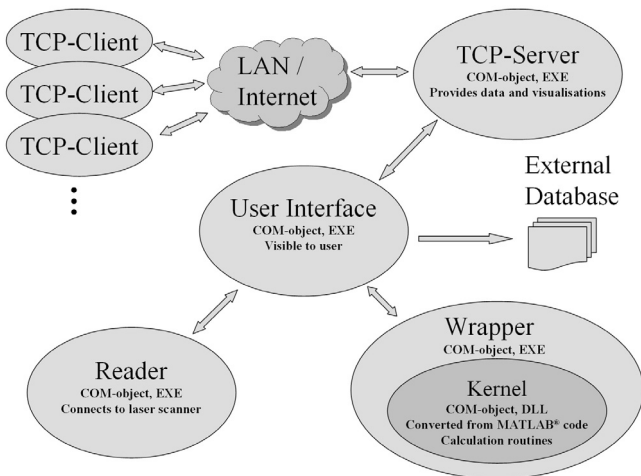 TCP-Client
TCP-Client
TCP-Client
LAN /
Internet
TCP-Server
COM-object, EXE
Provides data and visualisations
User Interface
COM-object, EXE
Visible to user
External
Database
Reader
COM-object, EXE
Connects to laser scanner
Wrapper
COM-object, EXE
Kernel
COM-object, DLL
Converted from MATLAB® code
Calculation routines